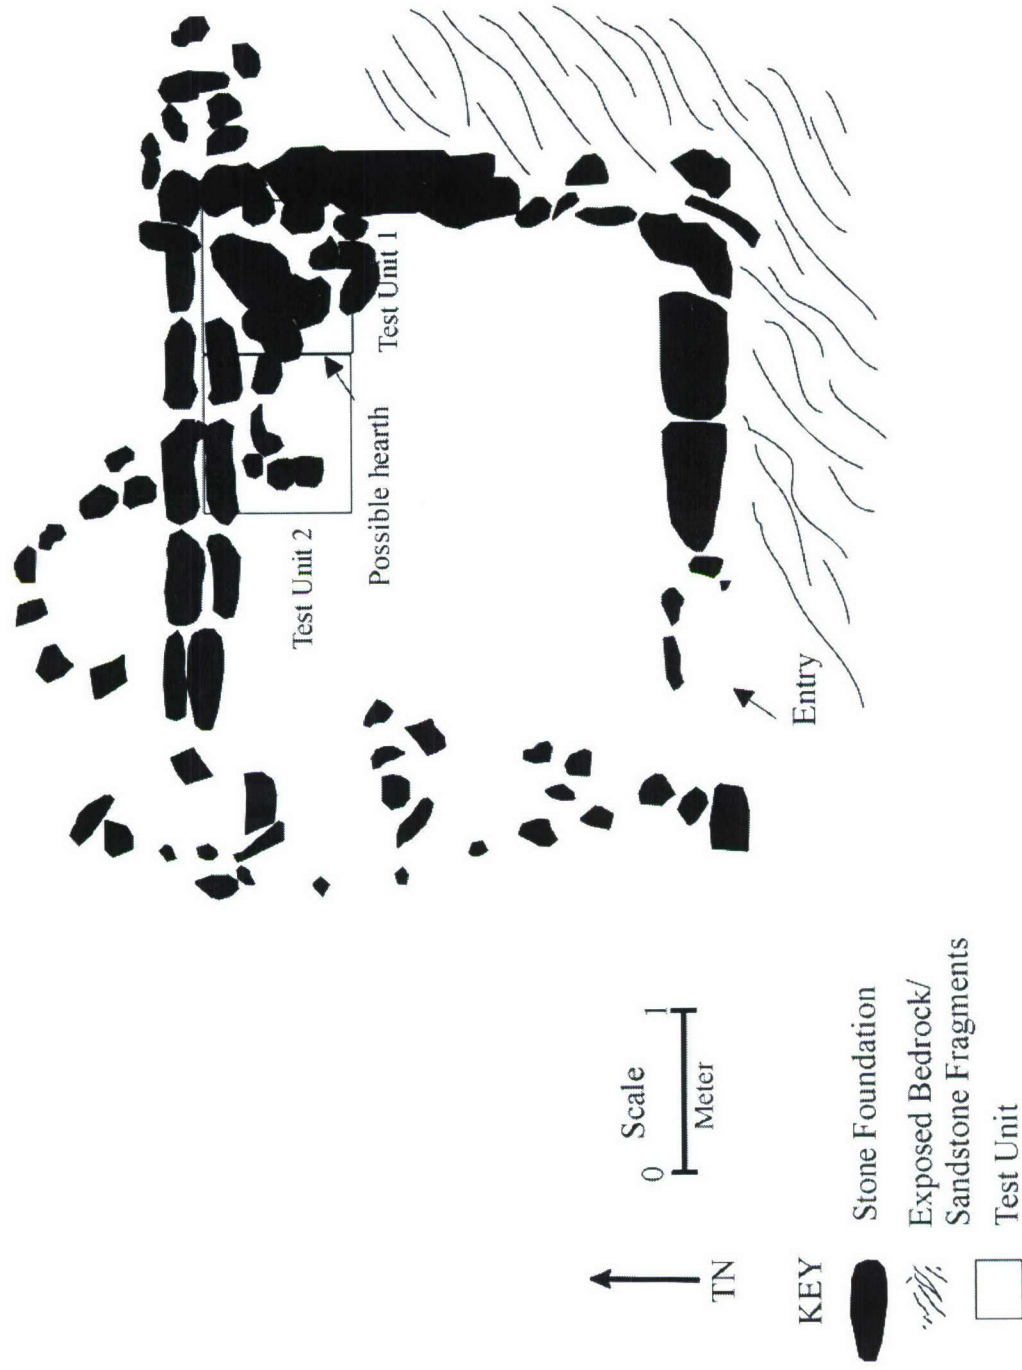 Test Unit 1
Possible hearth
Test Unit 2
Entry
Scale
0 1
Meter
TN
KEY
Stone Foundation
Exposed Bedrock/
Sandstone Fragments
Test Unit